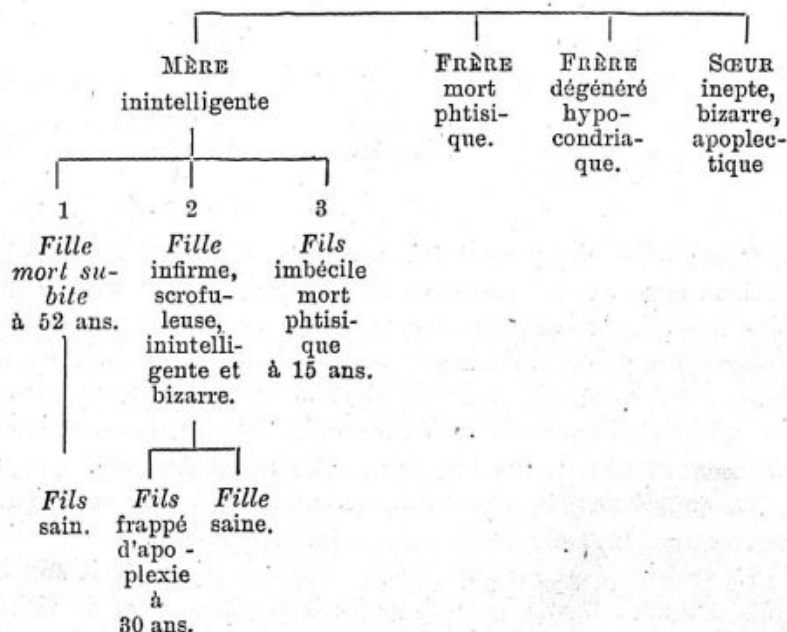 MÈRE
inintelligente
FRÈRE
mort
phtisi-
que.
FRÈRE
dégénéré
hypo-
condria-
que.
SŒUR
inepte,
bizarre,
apoplec-
tique
1
Fille
mort su-
bite
à 52 ans.
2
Fille
infirme,
scrofu-
leuse,
inintelli-
gente et
bizarre.
3
Fils
imbécile
mort
phtisi-
que
à 15 ans.
Fils
sain.
Fils
frappé
d'apo-
plexie
à
30 ans.
Fille
saine.